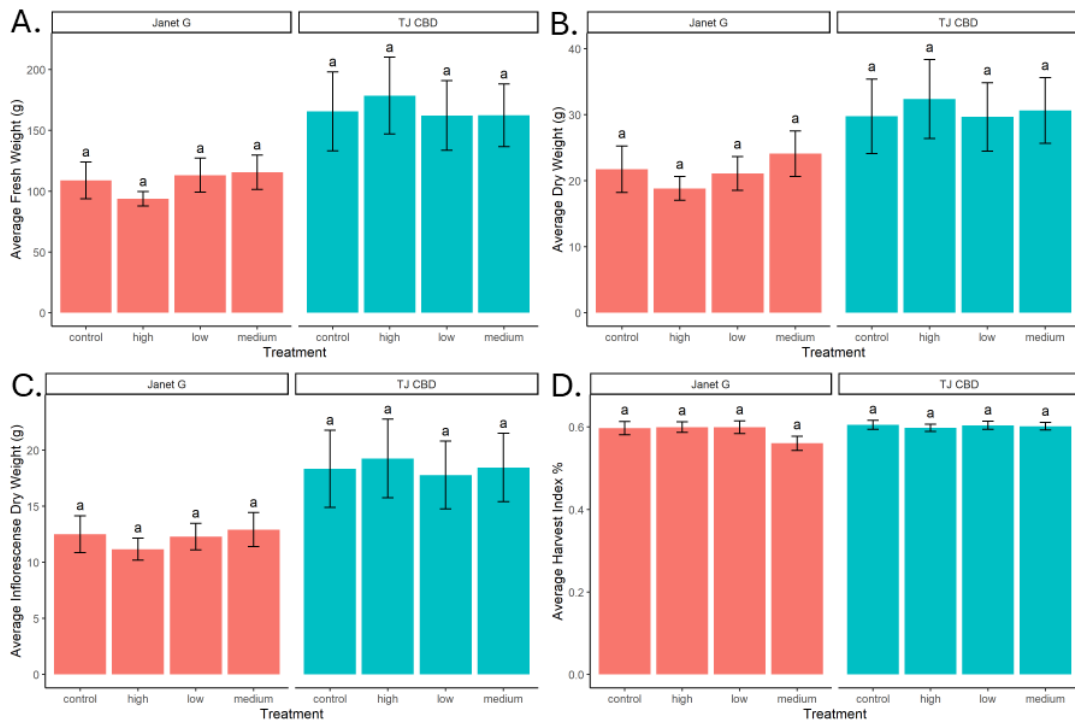 A.
Janet G
TJ CBD
Average Fresh Weight (g)
200
150
100
50
0
a
a
a
a
a
a
a
a
control
high
low
medium
control
high
low
medium
Treatment
B.
Janet G
TJ CBD
Average Dry Weight (g)
40
30
20
10
0
a
a
a
a
a
a
a
a
control
high
low
medium
control
high
low
medium
Treatment
C.
Janet G
TJ CBD
Average Inflorescense Dry Weight (g)
20
15
10
5
0
a
a
a
a
a
a
a
a
control
high
low
medium
control
high
low
medium
Treatment
D.
Janet G
TJ CBD
Average Harvest Index %
0.6
0.4
0.2
0.0
a
a
a
a
a
a
a
a
control
high
low
medium
control
high
low
medium
Treatment